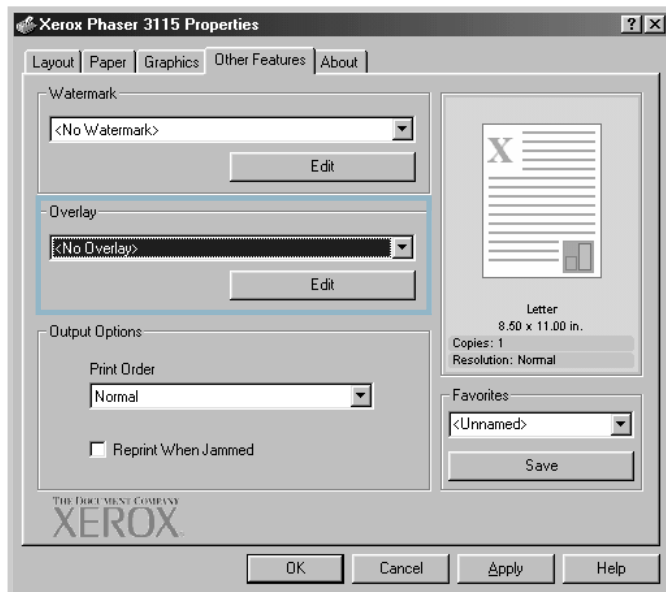 Xerox Phaser 3115 Properties
Layout Paper Graphics Other Features About
Watermark
<No Watermark>
Edit
Overlay
<No Overlay>
Edit
Output Options
Print Order
Normal
Reprint When Jammed
X
Letter
8.50 x 11.00 in.
Copies: 1
Resolution: Normal
Favorites
<Unnamed>
Save
THE DOCUMENT COMPANY
XEROX
OK Cancel Apply Help